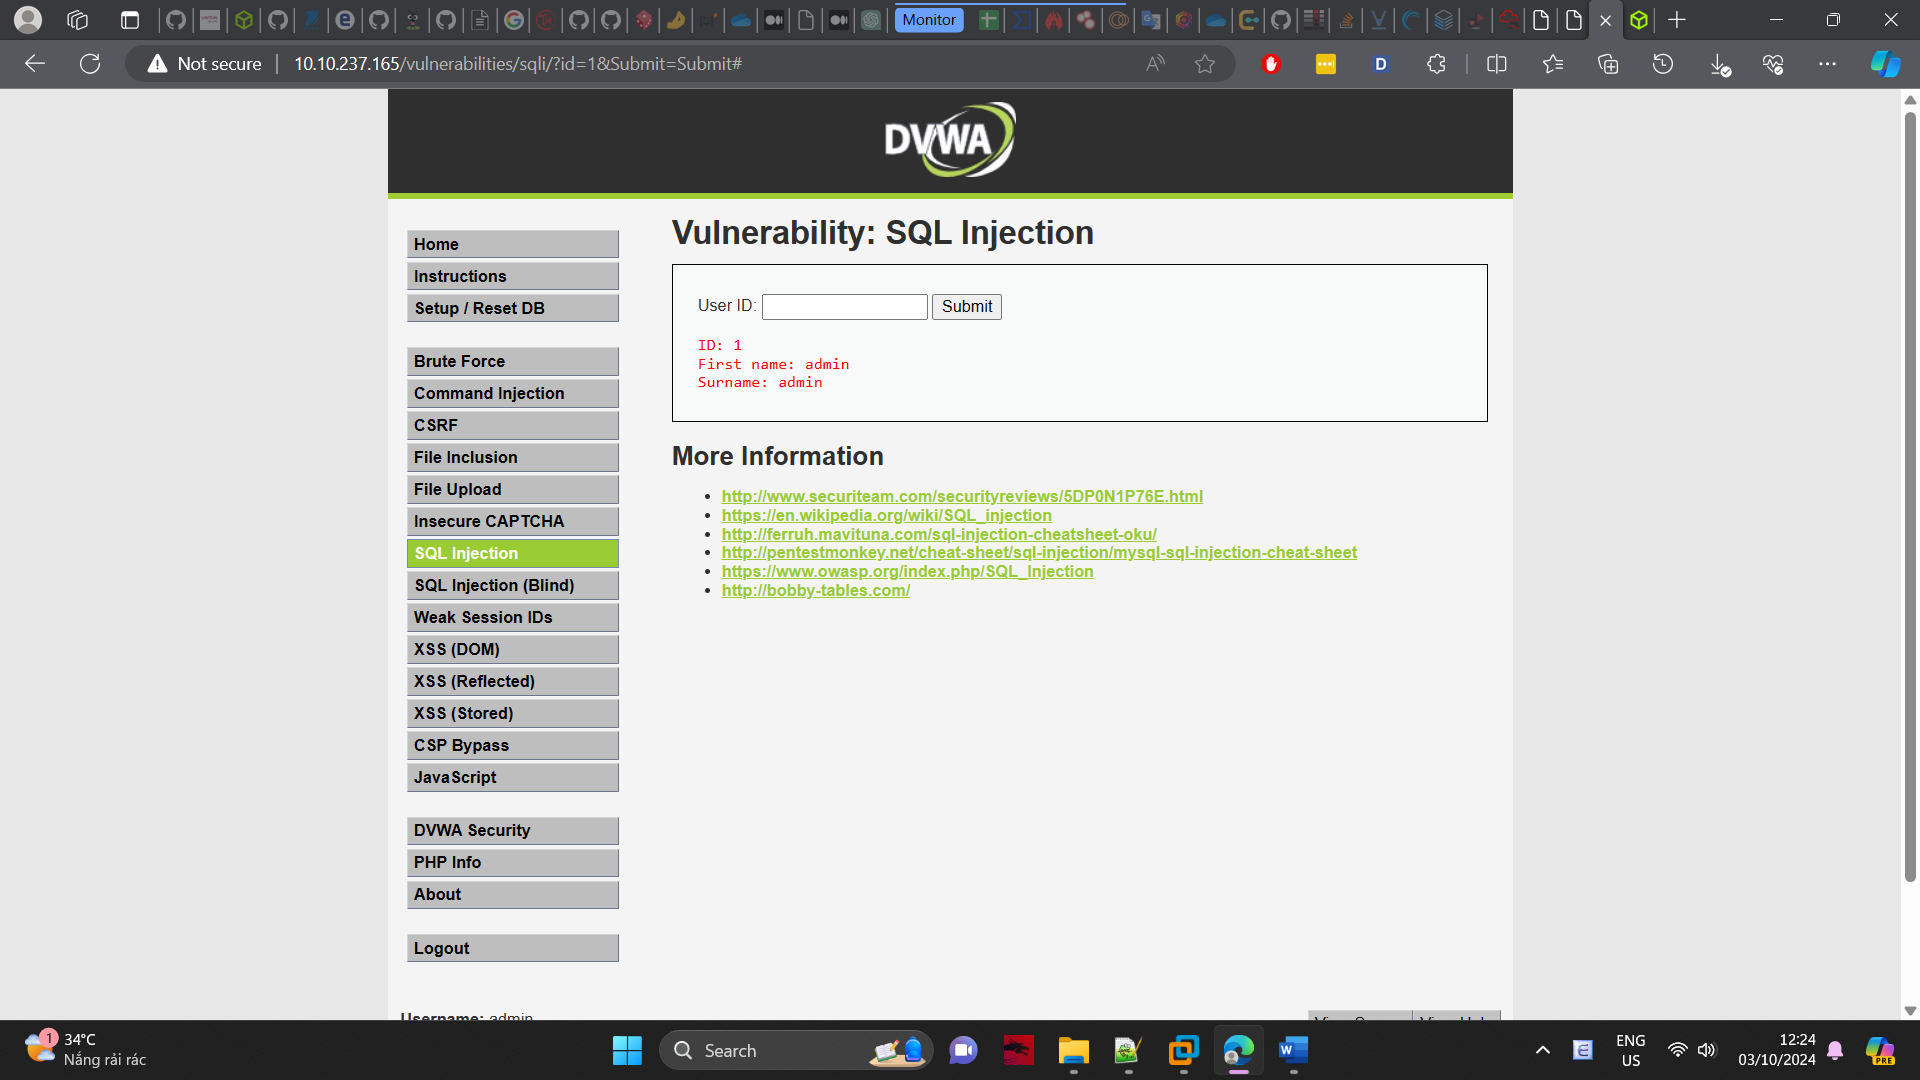 Monitor
Not secure
10.10.237.165/vulnerabilities/sqli/?id=1&Submit=Submit#
DVWA
Home
Instructions
Setup / Reset DB
Brute Force
Command Injection
CSRF
File Inclusion
File Upload
Insecure CAPTCHA
SQL Injection
SQL Injection (Blind)
Weak Session IDs
XSS (DOM)
XSS (Reflected)
XSS (Stored)
CSP Bypass
JavaScript
DVWA Security
PHP Info
About
Logout
Username: admin
Vulnerability: SQL Injection
User ID:
Submit
ID: 1
First name: admin
Surname: admin
More Information
http://www.securiteam.com/securityreviews/5DP0N1P76E.html
https://en.wikipedia.org/wiki/SQL_injection
http://ferruh.mavituna.com/sql-injection-cheatsheet-oku/
http://pentestmonkey.net/cheat-sheet/sql-injection/mysql-sql-injection-cheat-sheet
https://www.owasp.org/index.php/SQL_Injection
http://bobby-tables.com/
1
34°C
Nắng rải rác
Search
ENG
US
12:24
03/10/2024
PRE